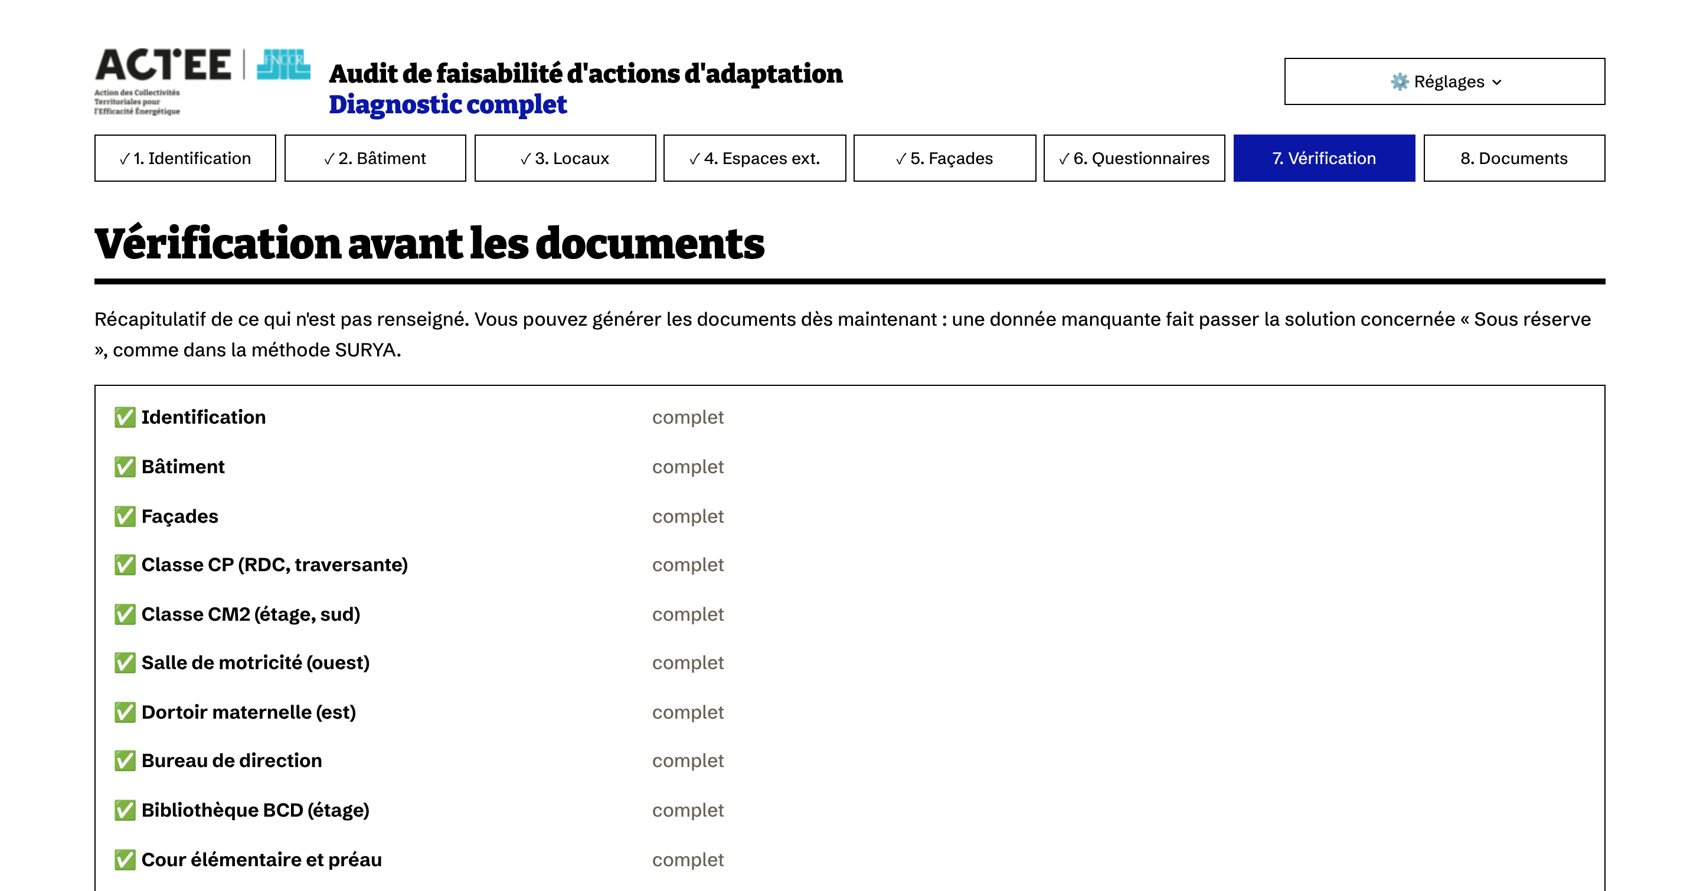 ACTEE | FNCCR
Action des Collectivités
Territoriales pour
l'Efficacité Énergétique
Audit de faisabilité d'actions d'adaptation
Diagnostic complet
⚙️ Réglages
✓ 1. Identification
✓ 2. Bâtiment
✓ 3. Locaux
✓ 4. Espaces ext.
✓ 5. Façades
✓ 6. Questionnaires
7. Vérification
8. Documents
Vérification avant les documents
Récapitulatif de ce qui n'est pas renseigné. Vous pouvez générer les documents dès maintenant : une donnée manquante fait passer la solution concernée « Sous réserve
», comme dans la méthode SURYA.
✅ Identification complet
✅ Bâtiment complet
✅ Façades complet
✅ Classe CP (RDC, traversante) complet
✅ Classe CM2 (étage, sud) complet
✅ Salle de motricité (ouest) complet
✅ Dortoir maternelle (est) complet
✅ Bureau de direction complet
✅ Bibliothèque BCD (étage) complet
✅ Cour élémentaire et préau complet